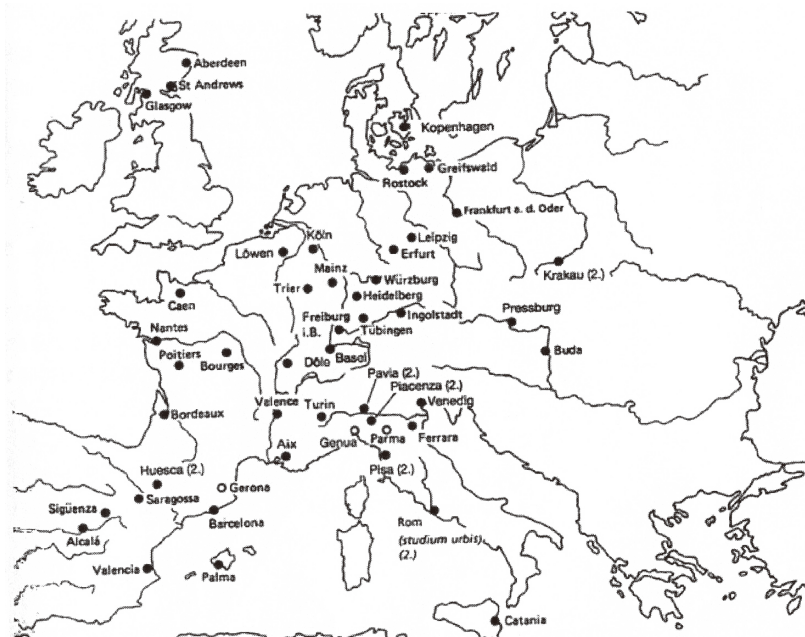 Aberdeen
St Andrews
Glasgow
Kopenhagen
Rostock
Greifswald
Frankfurt a. d. Oder
Köln
Leipzig
Löwen
Erfurt
Krakau (2.)
Mainz
Würzburg
Trier
Heidelberg
Caen
Freiburg
i.B.
Tübingen
Ingolstadt
Pressburg
Nantes
Poitiers
Bourges
Dôle
Basel
Buda
Pavia (2.)
Piacenza (2.)
Valence
Turin
Venedig
Bordeaux
Genua
Parma
Ferrara
Aix
Pisa (2.)
Huesca (2.)
Gerona
Saragossa
Sigüenza
Barcelona
Alcalá
Rom
(studium urbis)
(2.)
Valencia
Palma
Catania